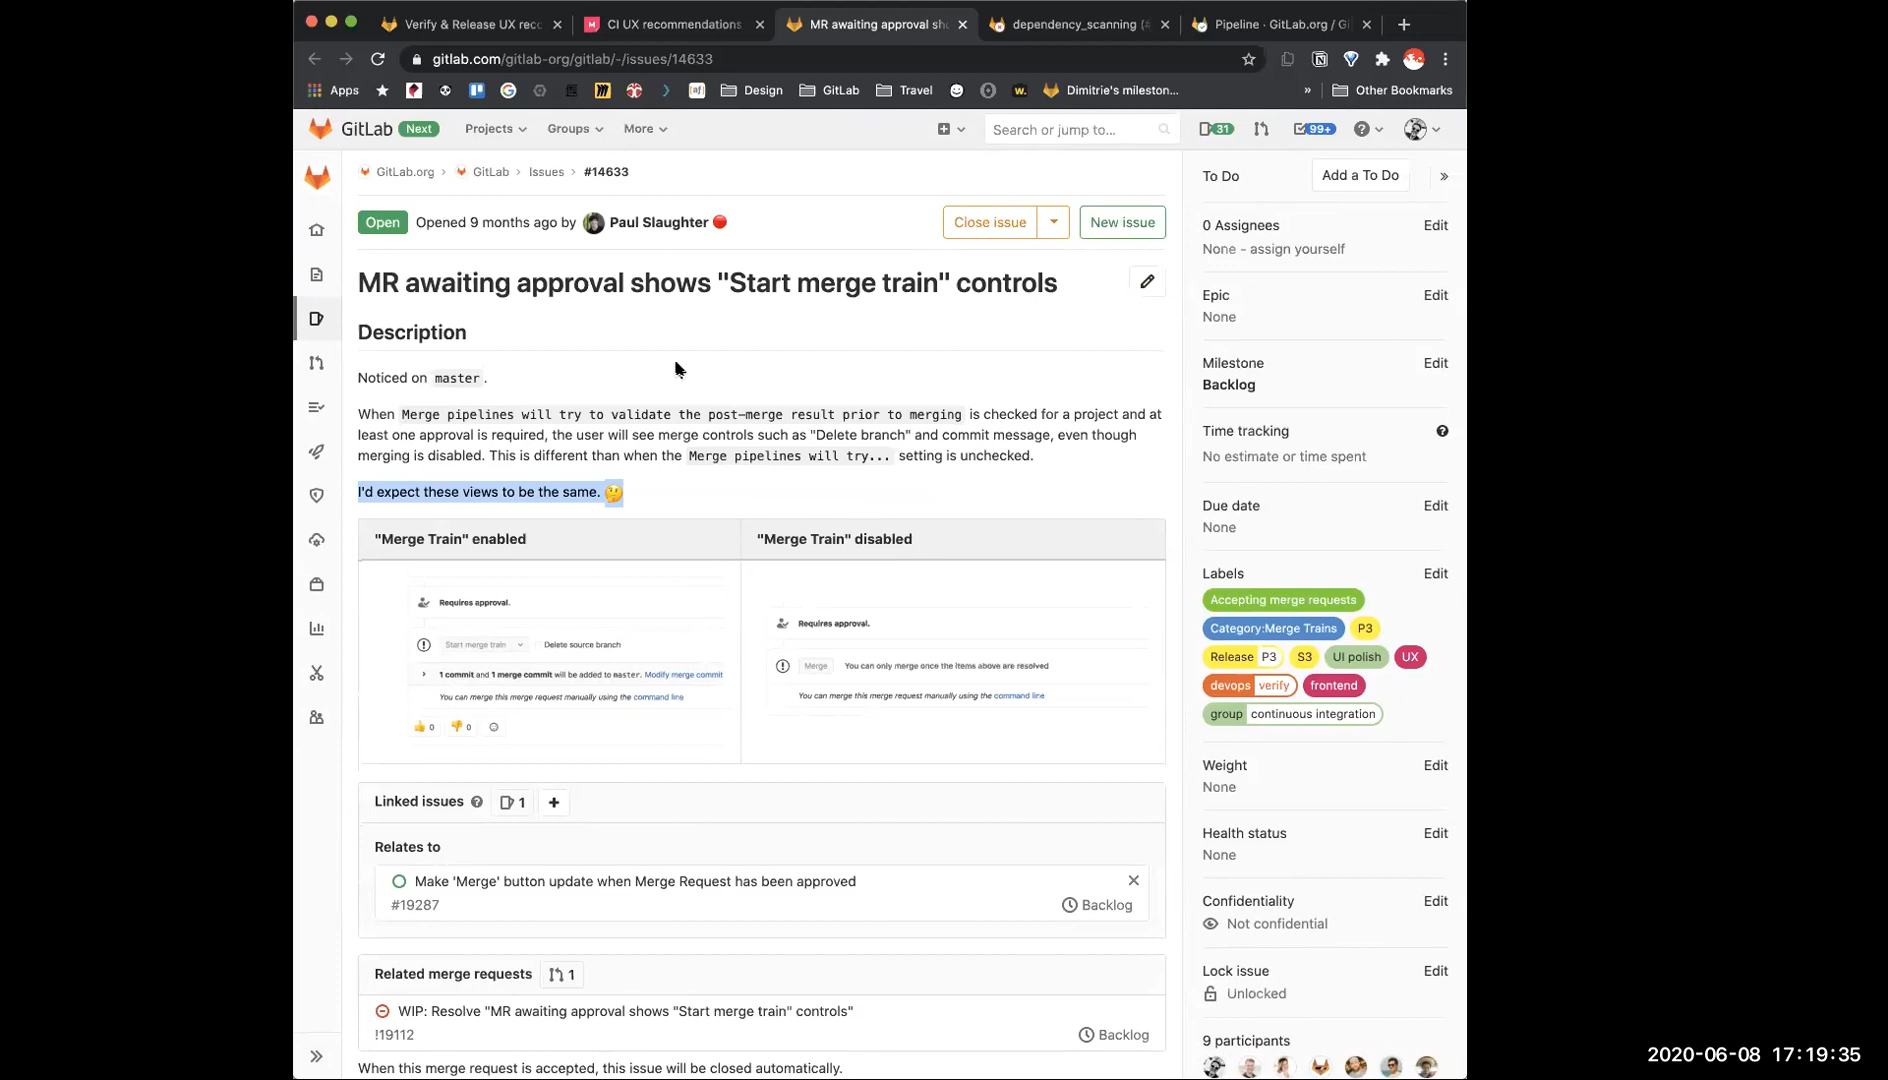 Verify & Release UX rec
CI UX recommendations
MR awaiting approval sh
dependency_scanning (#
Pipeline · GitLab.org / Gi
gitlab.com/gitlab-org/gitlab/-/issues/14633
Apps
Design
GitLab
Travel
w.
Dimitrie's mileston...
»
Other Bookmarks
GitLab Next
Projects
Groups
More
Search or jump to...
31
99+
GitLab.org › GitLab › Issues › #14633
Open Opened 9 months ago by Paul Slaughter
Close issue
New issue
MR awaiting approval shows "Start merge train" controls
Description
Noticed on master.
When Merge pipelines will try to validate the post-merge result prior to merging is checked for a project and at
least one approval is required, the user will see merge controls such as "Delete branch" and commit message, even though
merging is disabled. This is different than when the Merge pipelines will try... setting is unchecked.
I'd expect these views to be the same. 🤔
"Merge Train" enabled
"Merge Train" disabled
Requires approval.
Start merge train
Delete source branch
1 commit and 1 merge commit will be added to master. Modify merge commit
You can merge this merge request manually using the command line
👍 0 👎 0
Requires approval.
Merge You can only merge once the items above are resolved
You can merge this merge request manually using the command line
Linked issues 1 +
Relates to
Make 'Merge' button update when Merge Request has been approved
#19287
Backlog
Related merge requests 1
WIP: Resolve "MR awaiting approval shows "Start merge train" controls"
!19112
Backlog
When this merge request is accepted, this issue will be closed automatically.
To Do
Add a To Do
»
0 Assignees Edit
None - assign yourself
Epic Edit
None
Milestone Edit
Backlog
Time tracking
No estimate or time spent
Due date Edit
None
Labels Edit
Accepting merge requests
Category:Merge Trains P3
Release P3 S3 UI polish UX
devops verify frontend
group continuous integration
Weight Edit
None
Health status Edit
None
Confidentiality Edit
Not confidential
Lock issue Edit
Unlocked
9 participants
2020-06-08 17:19:35